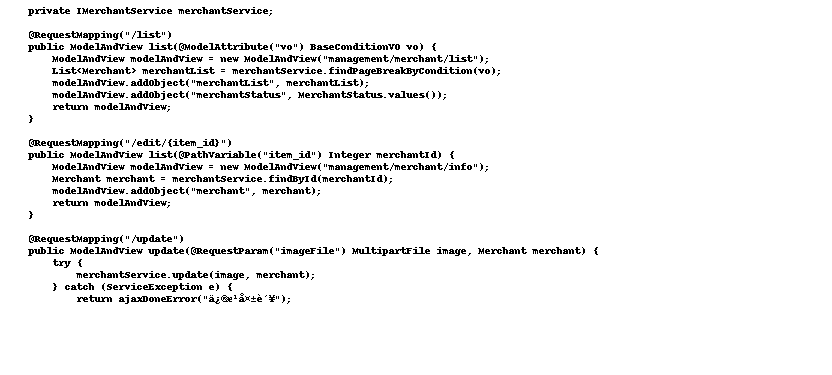 private IMerchantService merchantService;
@RequestMapping("/list")
public ModelAndView list(@ModelAttribute("vo") BaseConditionVO vo) {
ModelAndView modelAndView = new ModelAndView("management/merchant/list");
List<Merchant> merchantList = merchantService.findPageBreakByCondition(vo);
modelAndView.addObject("merchantList", merchantList);
modelAndView.addObject("merchantStatus", MerchantStatus.values());
return modelAndView;
}
@RequestMapping("/edit/{item_id}")
public ModelAndView list(@PathVariable("item_id") Integer merchantId) {
ModelAndView modelAndView = new ModelAndView("management/merchant/info");
Merchant merchant = merchantService.findById(merchantId);
modelAndView.addObject("merchant", merchant);
return modelAndView;
}
@RequestMapping("/update")
public ModelAndView update(@RequestParam("imageFile") MultipartFile image, Merchant merchant) {
try {
merchantService.update(image, merchant);
} catch (ServiceException e) {
return ajaxDoneError("ä¿®æ¹å¤±è´¥");